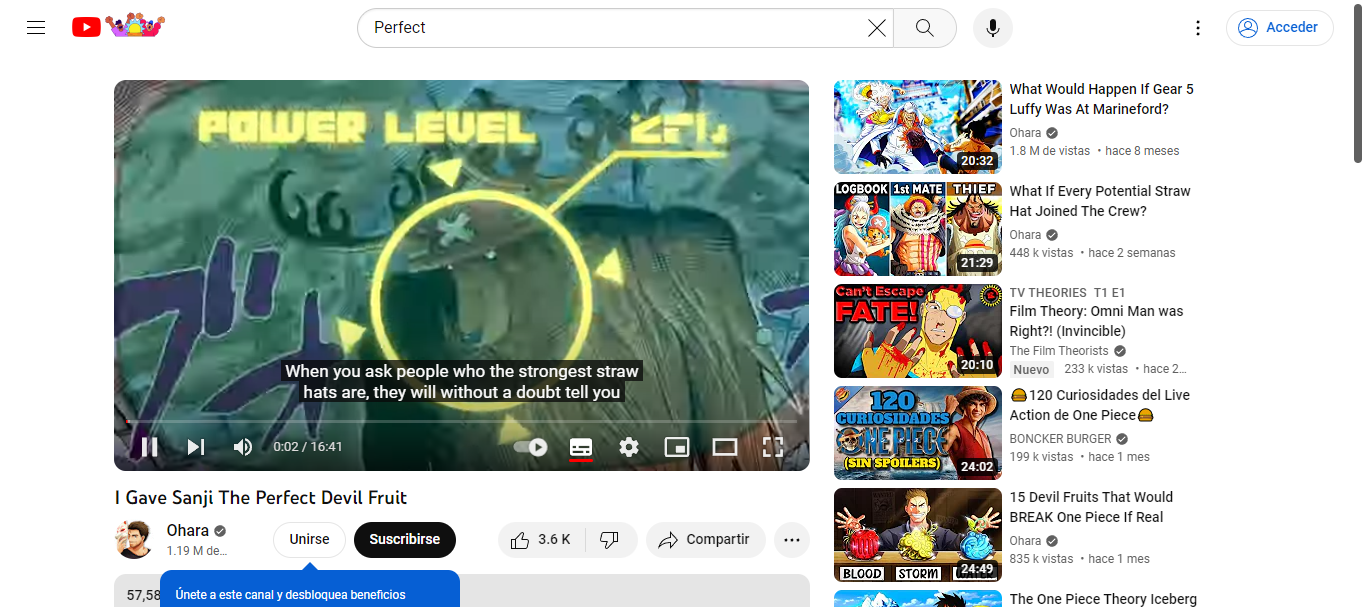 Perfect
Acceder
POWER LEVEL
When you ask people who the strongest straw
hats are, they will without a doubt tell you
0:02 / 16:41
I Gave Sanji The Perfect Devil Fruit
Ohara
1.19 M de...
Unirse
Suscribirse
3.6 K
Compartir
57,58
Únete a este canal y desbloquea beneficios
20:32
What Would Happen If Gear 5
Luffy Was At Marineford?
Ohara
1.8 M de vistas • hace 8 meses
LOGBOOK 1st MATE THIEF
21:29
What If Every Potential Straw
Hat Joined The Crew?
Ohara
448 k vistas • hace 2 semanas
Can't Escape
FATE!
20:10
TV THEORIES T1 E1
Film Theory: Omni Man was
Right?! (Invincible)
The Film Theorists
Nuevo 233 k vistas • hace 2...
120
CURIOSIDADES
ONE PIECE
(SIN SPOILERS)
24:02
🍔120 Curiosidades del Live
Action de One Piece🍔
BONCKER BURGER
199 k vistas • hace 1 mes
BLOOD STORM WATER
24:49
15 Devil Fruits That Would
BREAK One Piece If Real
Ohara
835 k vistas • hace 1 mes
The One Piece Theory Iceberg